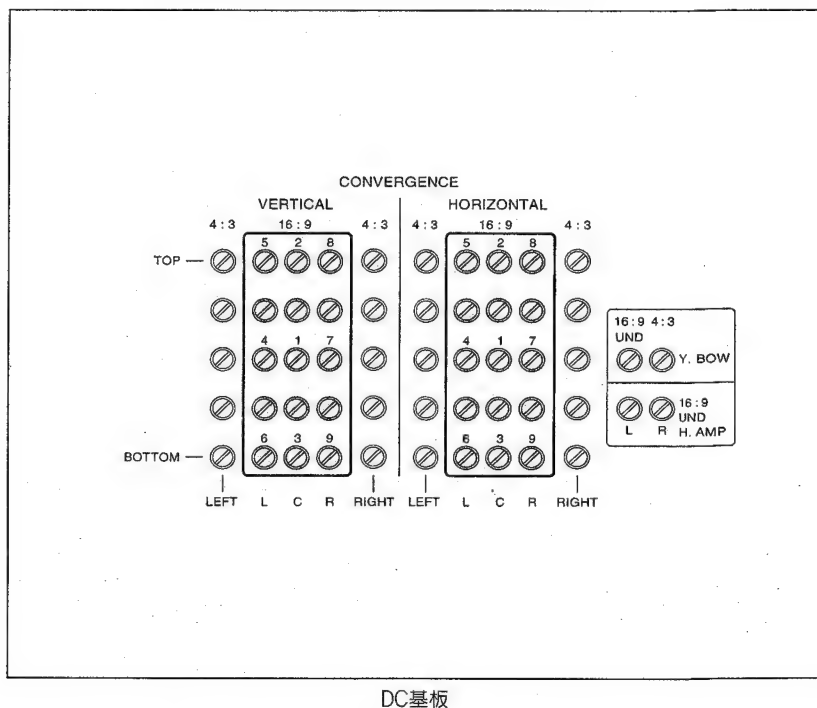 CONVERGENCE
VERTICAL HORIZONTAL
4 : 3 16 : 9 4 : 3 4 : 3 16 : 9 4 : 3
5 2 8 5 2 8
TOP
16 : 9 4 : 3
UND
4 1 7 4 1 7
Y. BOW
16 : 9
UND
L R H. AMP
6 3 9 6 3 9
BOTTOM
LEFT L C R RIGHT LEFT L C R RIGHT
DC基板